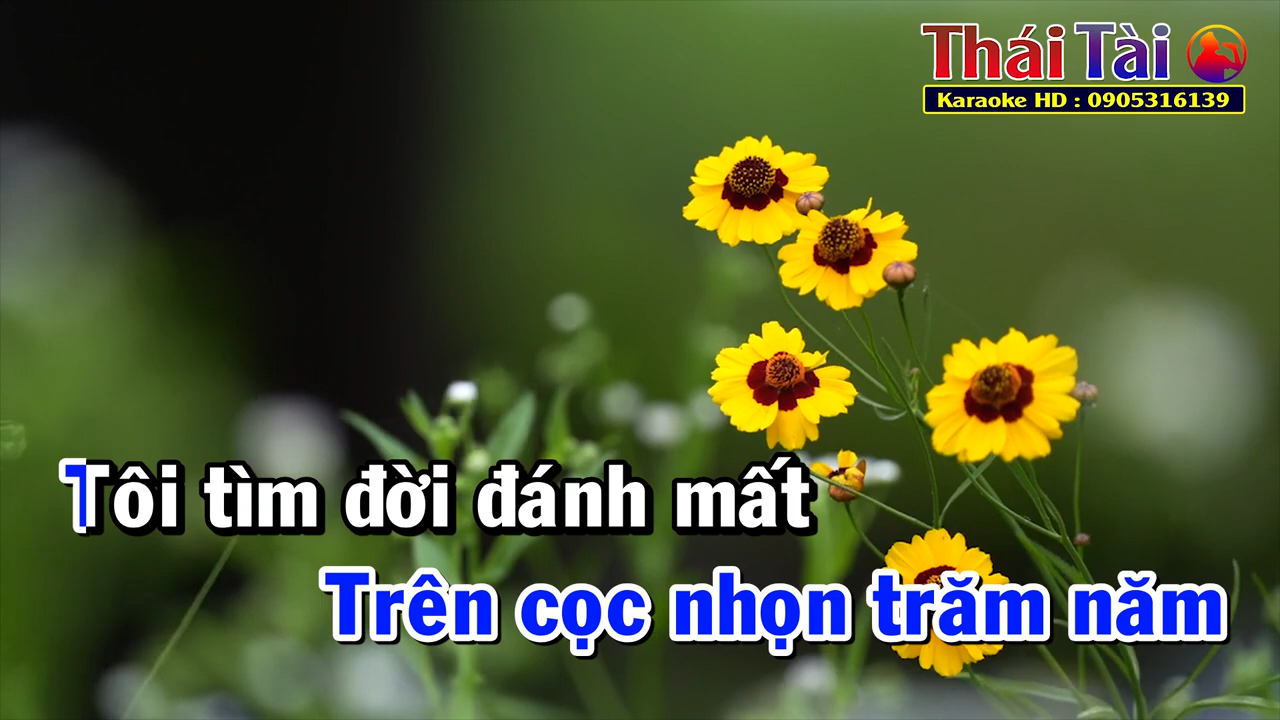 Thái Tài
Karaoke HD : 0905316139
Tôi tìm đời đánh mất
Trên cọc nhọn trăm năm